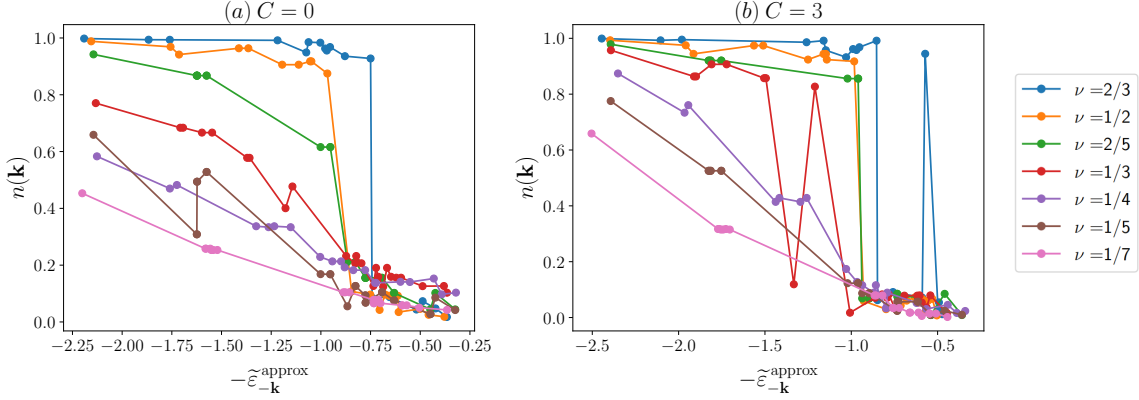 (a) C = 0
n(k)
1.0
0.8
0.6
0.4
0.2
0.0
−2.25 −2.00 −1.75 −1.50 −1.25 −1.00 −0.75 −0.50 −0.25
−ε̃₋ₖ^approx
(b) C = 3
n(k)
1.0
0.8
0.6
0.4
0.2
0.0
−2.5 −2.0 −1.5 −1.0 −0.5
−ε̃₋ₖ^approx
ν =2/3
ν =1/2
ν =2/5
ν =1/3
ν =1/4
ν =1/5
ν =1/7